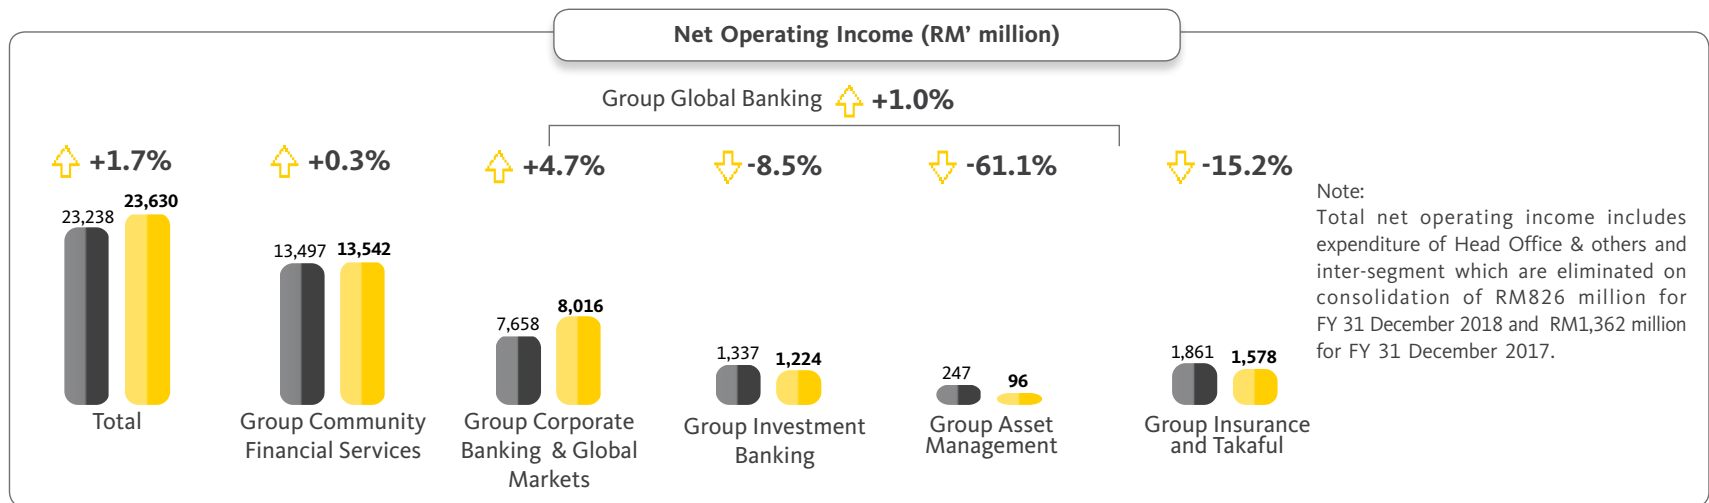 Net Operating Income (RM' million)
Group Global Banking +1.0%
+1.7%
+0.3%
+4.7%
-8.5%
-61.1%
-15.2%
23,238
23,630
13,497
13,542
7,658
8,016
1,337
1,224
247
96
1,861
1,578
Total
Group Community
Financial Services
Group Corporate
Banking & Global
Markets
Group Investment
Banking
Group Asset
Management
Group Insurance
and Takaful
Note:
Total net operating income includes
expenditure of Head Office & others and
inter-segment which are eliminated on
consolidation of RM826 million for
FY 31 December 2018 and RM1,362 million
for FY 31 December 2017.